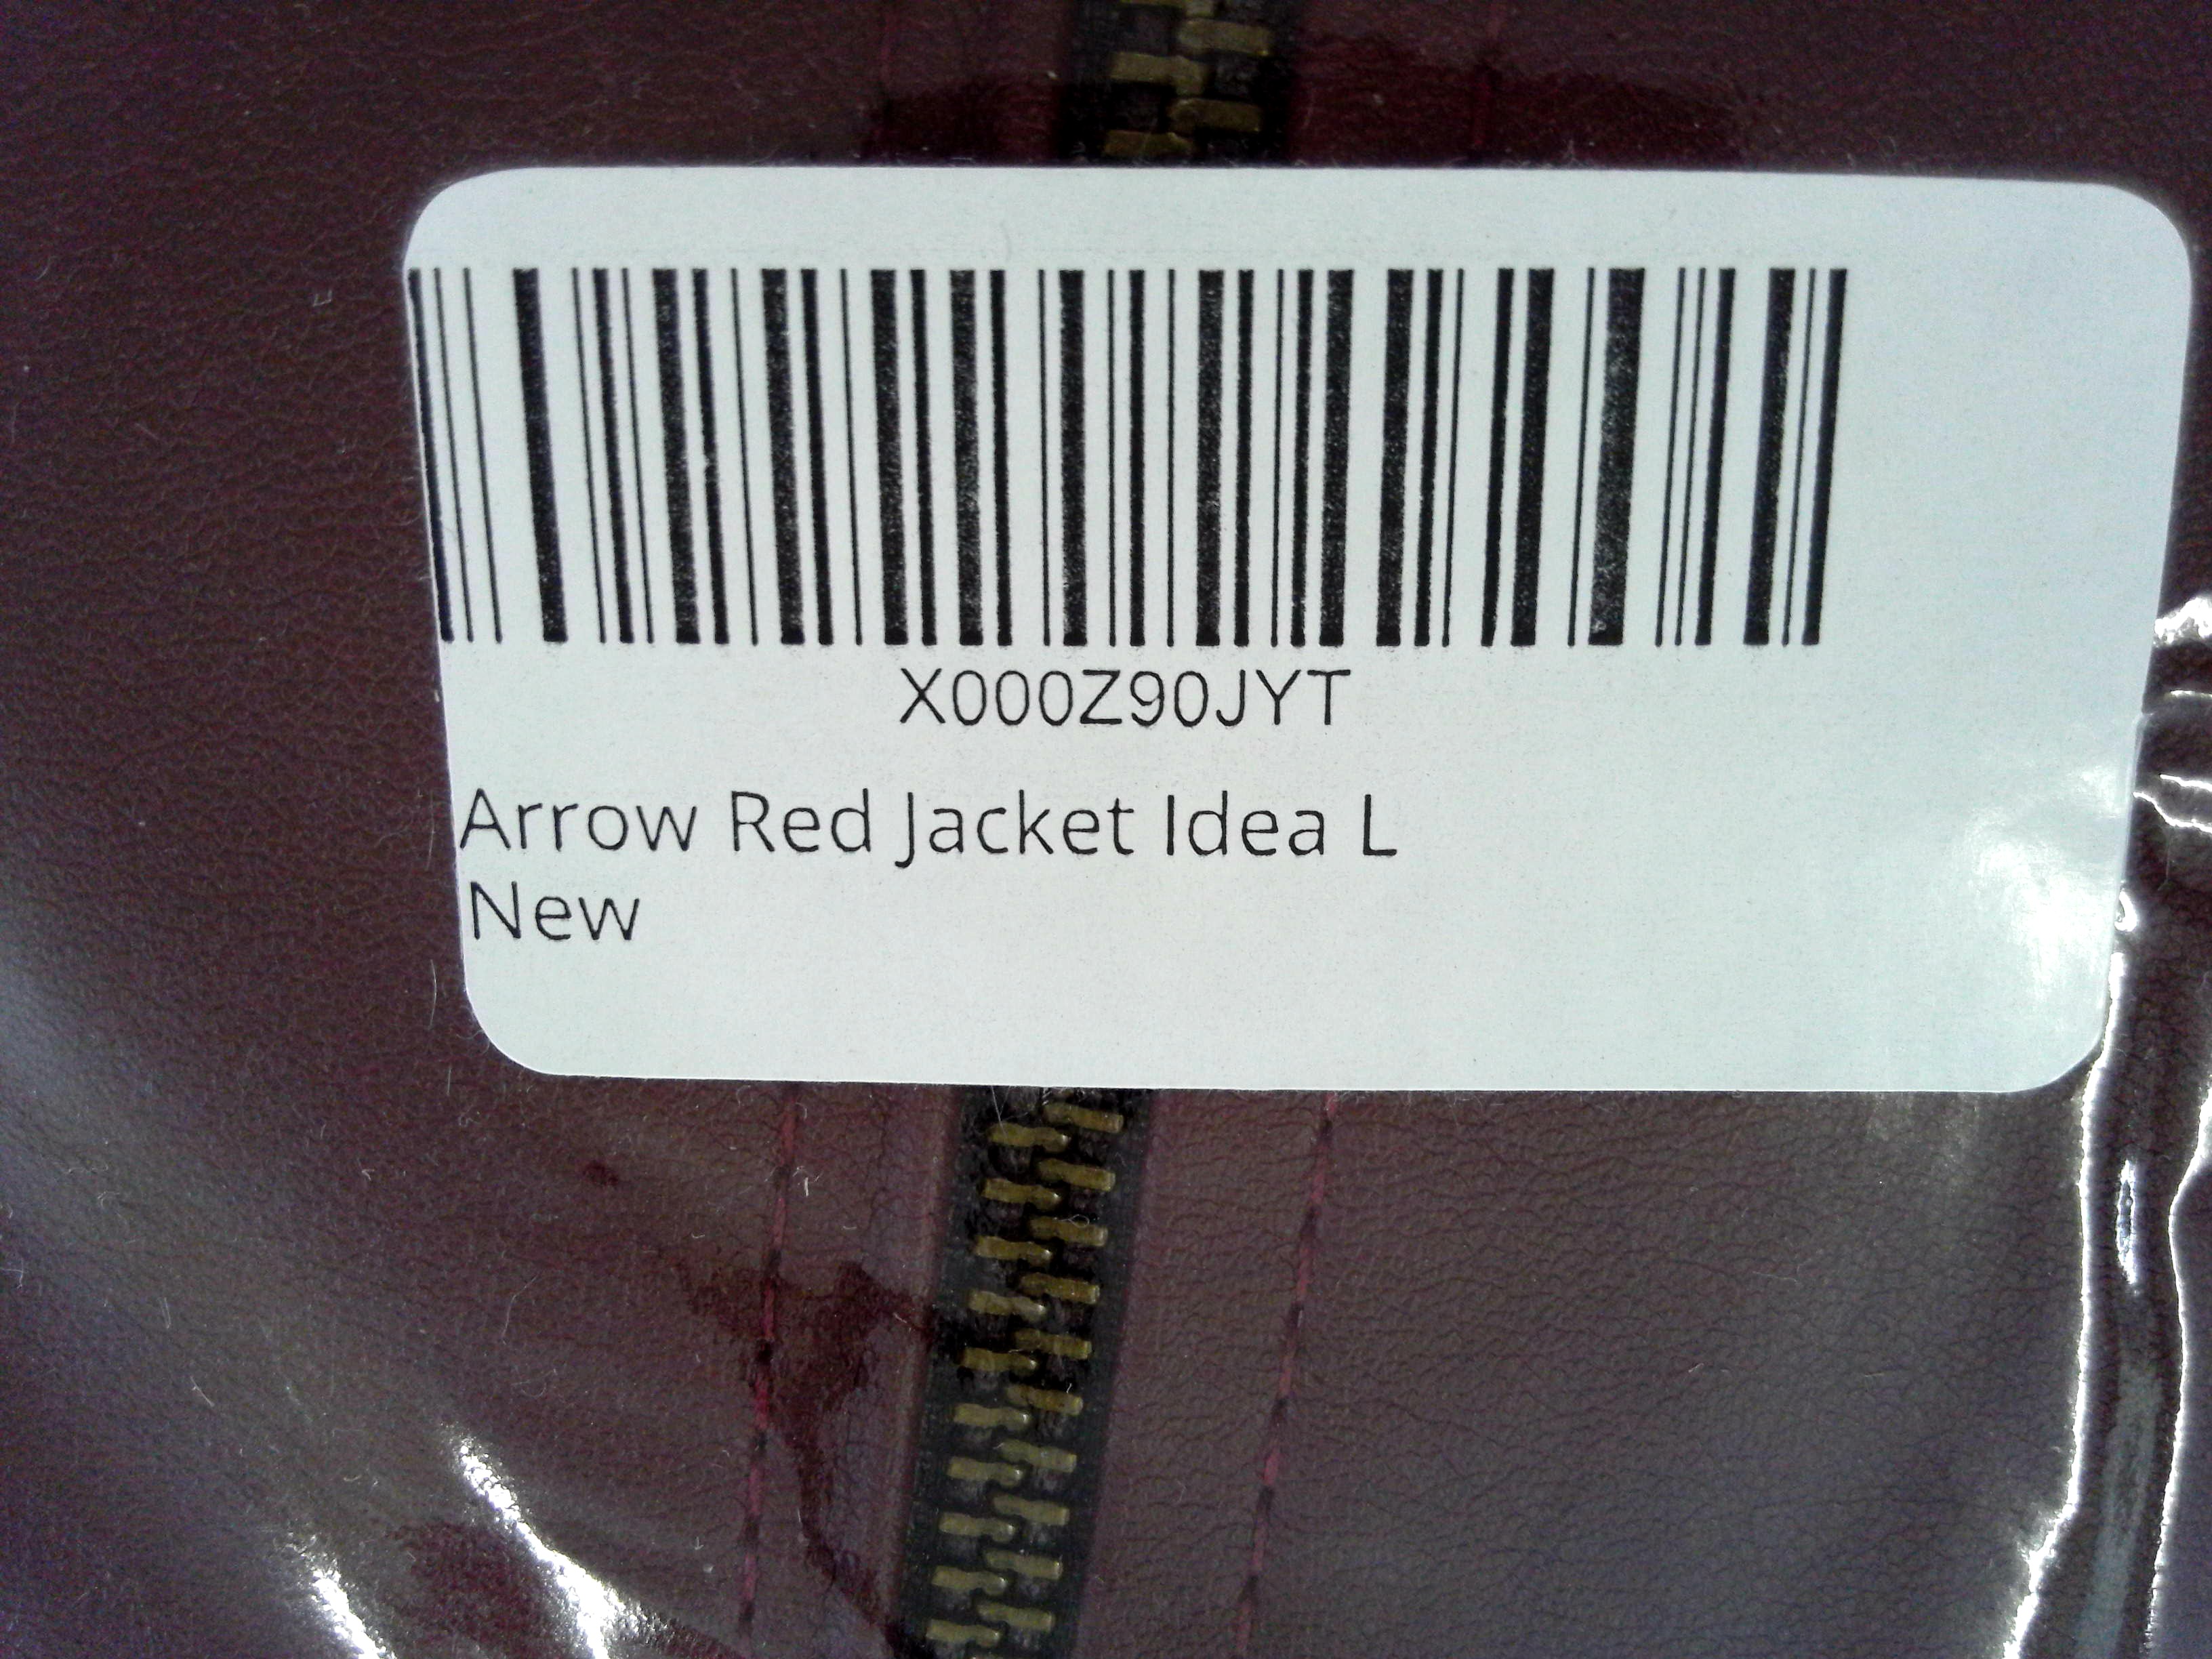 X000Z90JYT
Arrow Red Jacket Idea L
New